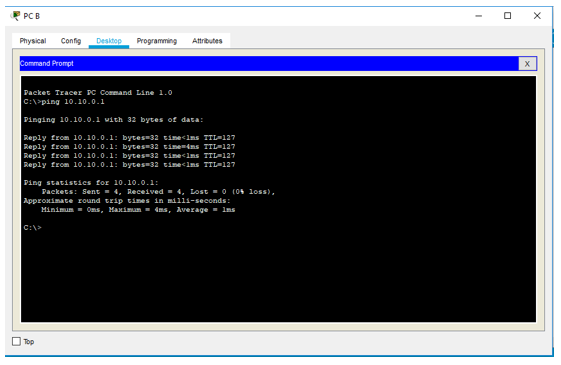 PC B
Physical Config Desktop Programming Attributes
Command Prompt X
Packet Tracer PC Command Line 1.0
C:\>ping 10.10.0.1
Pinging 10.10.0.1 with 32 bytes of data:
Reply from 10.10.0.1: bytes=32 time<1ms TTL=127
Reply from 10.10.0.1: bytes=32 time=4ms TTL=127
Reply from 10.10.0.1: bytes=32 time<1ms TTL=127
Reply from 10.10.0.1: bytes=32 time<1ms TTL=127
Ping statistics for 10.10.0.1:
Packets: Sent = 4, Received = 4, Lost = 0 (0% loss),
Approximate round trip times in milli-seconds:
Minimum = 0ms, Maximum = 4ms, Average = 1ms
C:\>
Top